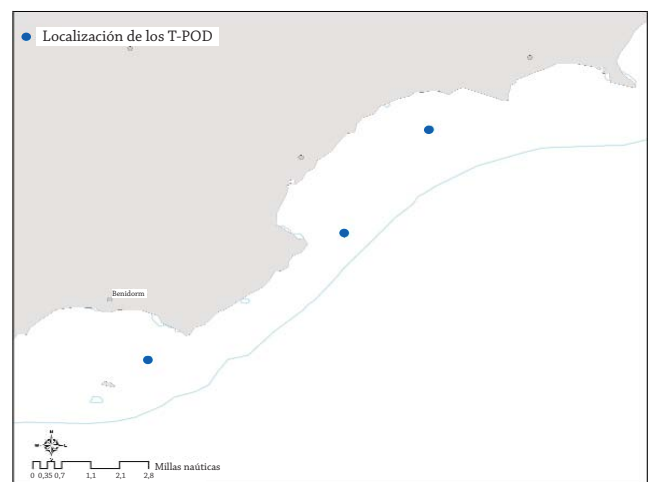 Localización de los T-POD
Benidorm
N
Millas naúticas
0 0,35 0,7 1,1 2,1 2,8